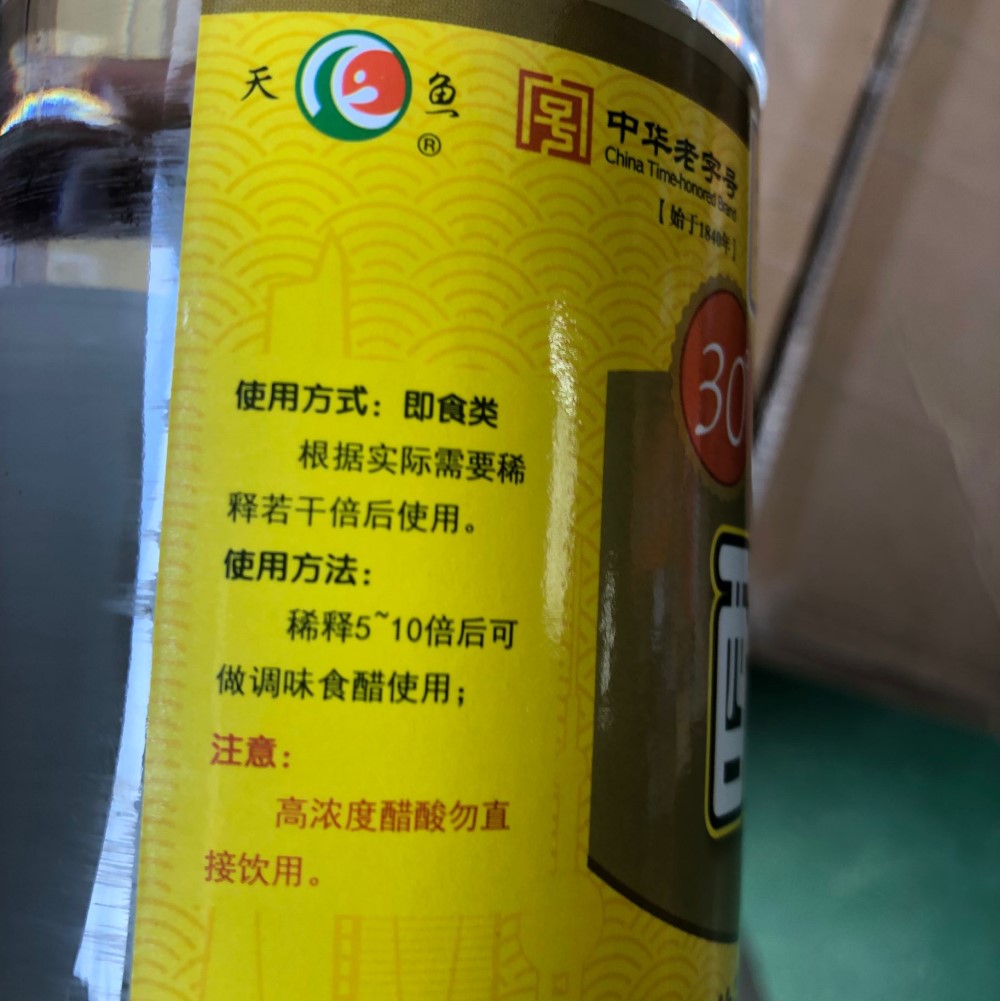 天 鱼
®
中华老字号
China Time-honored Brand
【始于1840年】
30
使用方式：即食类
根据实际需要稀
释若干倍后使用。
使用方法：
稀释5~10倍后可
做调味食醋使用；
注意：
高浓度醋酸勿直
接饮用。